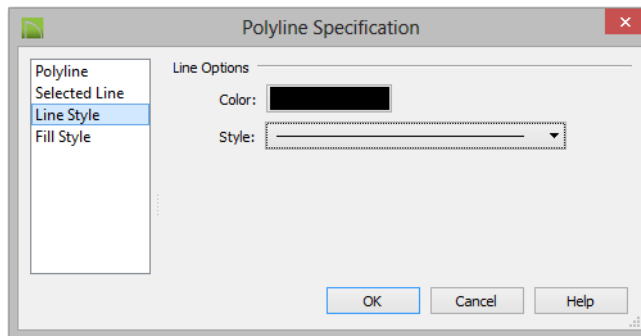 Polyline Specification
Polyline
Selected Line
Line Style
Fill Style
Line Options
Color:
Style:
OK
Cancel
Help